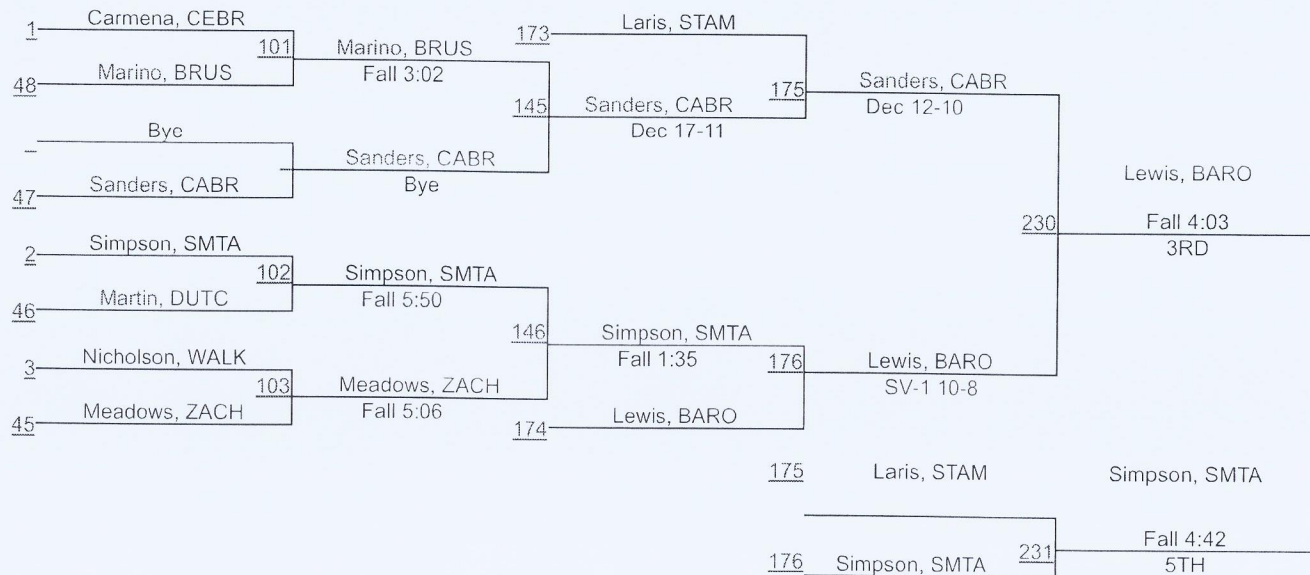 Carmena, CEBR
1
101
Marino, BRUS
48
Marino, BRUS
Fall 3:02
Bye
Sanders, CABR
47
Sanders, CABR
Bye
145
Sanders, CABR
Dec 17-11
173
Laris, STAM
175
Sanders, CABR
Dec 12-10
Simpson, SMTA
2
102
Martin, DUTC
46
Simpson, SMTA
Fall 5:50
Nicholson, WALK
3
103
Meadows, ZACH
45
Meadows, ZACH
Fall 5:06
146
Simpson, SMTA
Fall 1:35
174
Lewis, BARO
176
Lewis, BARO
SV-1 10-8
230
Lewis, BARO
Fall 4:03
3RD
175
Laris, STAM
176
Simpson, SMTA
231
Simpson, SMTA
Fall 4:42
5TH